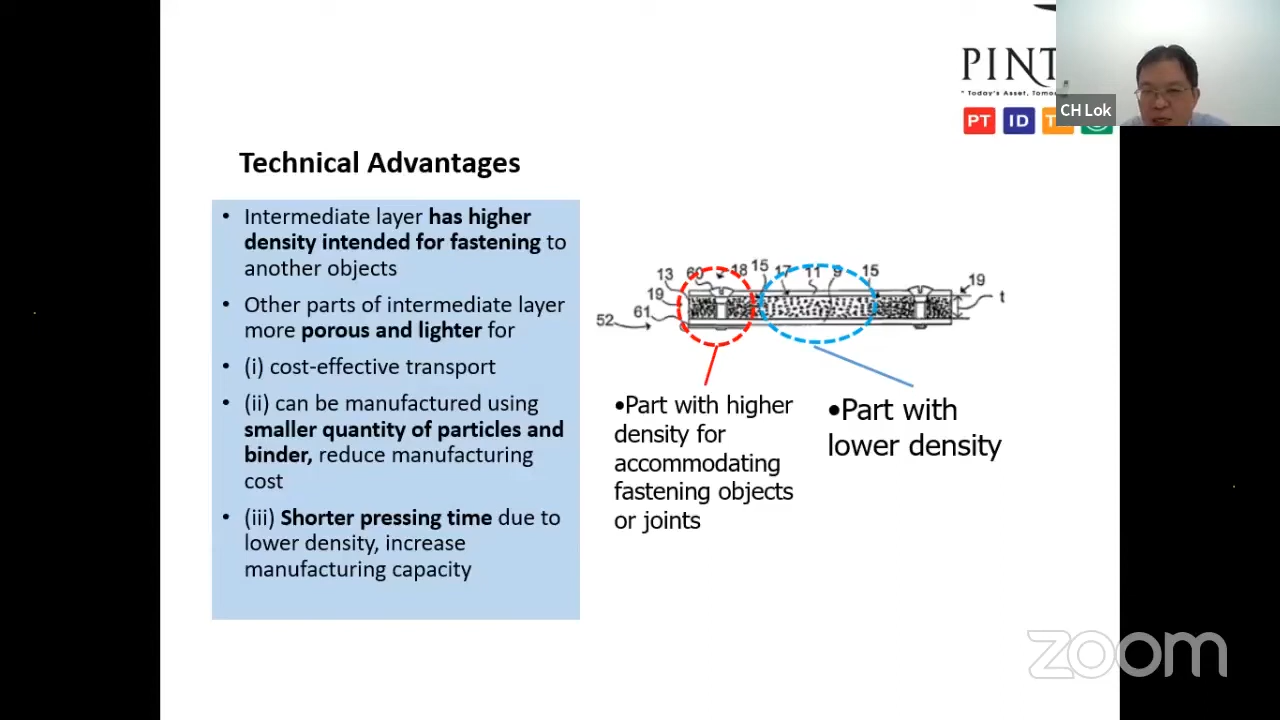 PINT
"Today's Asset, Tomo
PT ID T
CH Lok
Technical Advantages
• Intermediate layer has higher
density intended for fastening to
another objects
• Other parts of intermediate layer
more porous and lighter for
• (i) cost-effective transport
• (ii) can be manufactured using
smaller quantity of particles and
binder, reduce manufacturing
cost
• (iii) Shorter pressing time due to
lower density, increase
manufacturing capacity
13 60 18 15 17 11 9 15 19
19 t
61
52
•Part with higher
density for
accommodating
fastening objects
or joints
•Part with
lower density
zoom